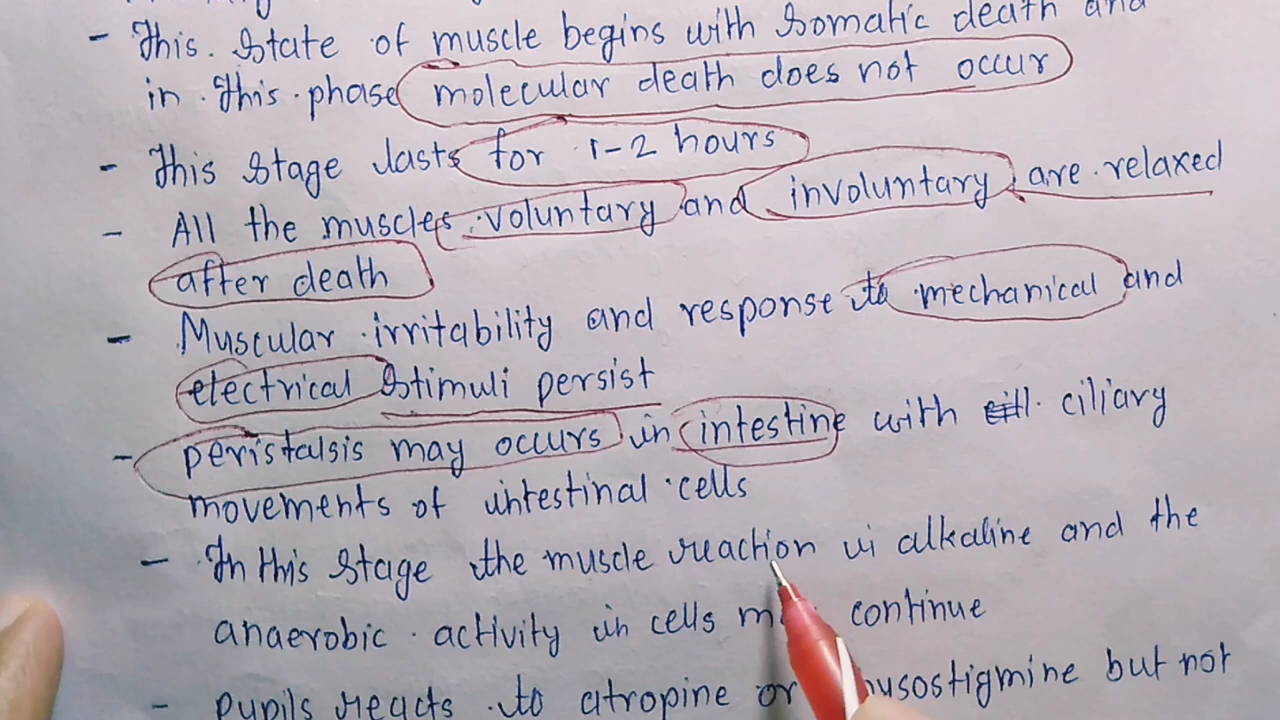 - This. State of muscle begins with Somatic death and
in. This. phase molecular death does not occur
- This Stage lasts for 1-2 hours
- All the muscles voluntary and involuntary are relaxed
after death
- Muscular irritability and response to mechanical and
electrical Stimuli persist
- peristalsis may occurs in intestine with ciliary
movements of intestinal cells
- In this Stage the muscle reaction is alkaline and the
anaerobic activity in cells continue
- pupils reacts to atropine or but not